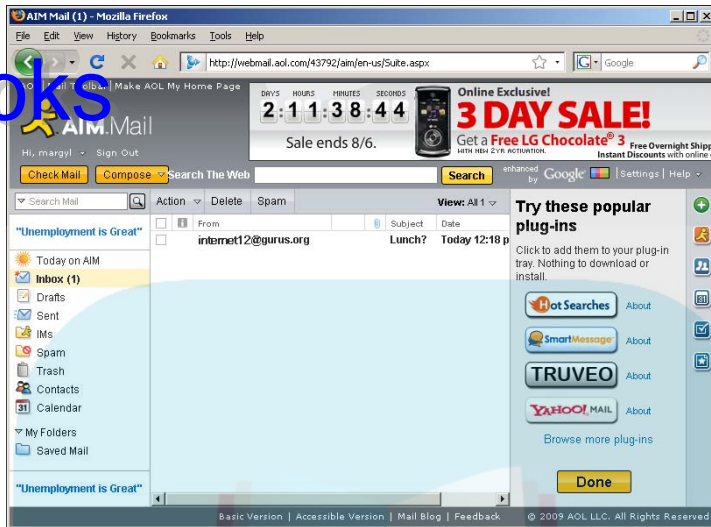 AIM Mail (1) - Mozilla Firefox
File Edit View History Bookmarks Tools Help
http://webmail.aol.com/43792/aim/en-us/Suite.aspx
Google
oks
Toolbar | Make AOL My Home Page
AIM.Mail
Hi, margyl Sign Out
DAYS HOURS MINUTES SECONDS
2:11:38:44
Sale ends 8/6.
Online Exclusive!
3 DAY SALE!
Get a Free LG Chocolate® 3
WITH NEW 2YR ACTIVATION.
Free Overnight Shipp
Instant Discounts with online
Check Mail Compose Search The Web Search enhanced by Google Settings | Help
Search Mail
Action Delete Spam View: All 1
From Subject Date
internet12@gurus.org Lunch? Today 12:18 p
"Unemployment is Great"
Today on AIM
Inbox (1)
Drafts
Sent
IMs
Spam
Trash
Contacts
31 Calendar
My Folders
Saved Mail
"Unemployment is Great"
Try these popular
plug-ins
Click to add them to your plug-in
tray. Nothing to download or
install.
Hot Searches About
SmartMessage About
TRUVEO About
YAHOO! MAIL About
Browse more plug-ins
Done
Basic Version | Accessible Version | Mail Blog | Feedback © 2009 AOL LLC. All Rights Reserved